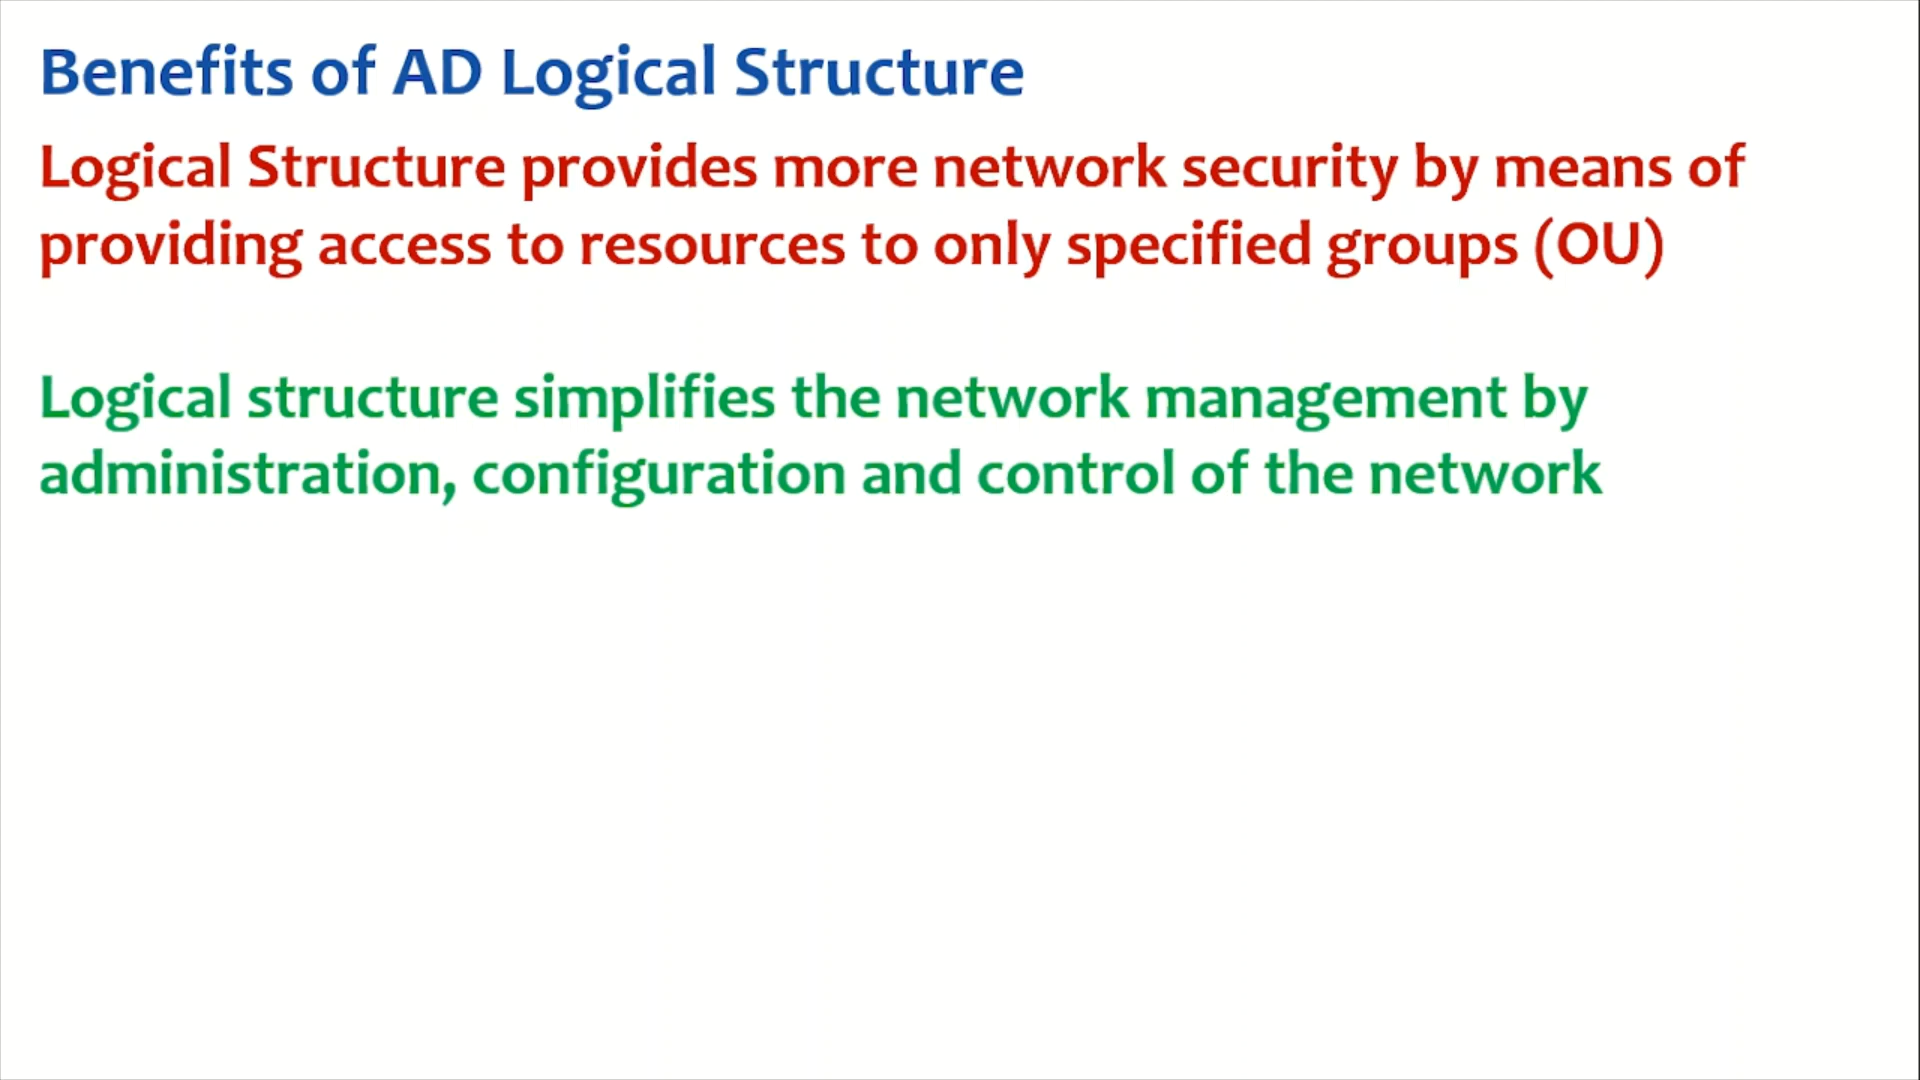 Benefits of AD Logical Structure
Logical Structure provides more network security by means of
providing access to resources to only specified groups (OU)
Logical structure simplifies the network management by
administration, configuration and control of the network